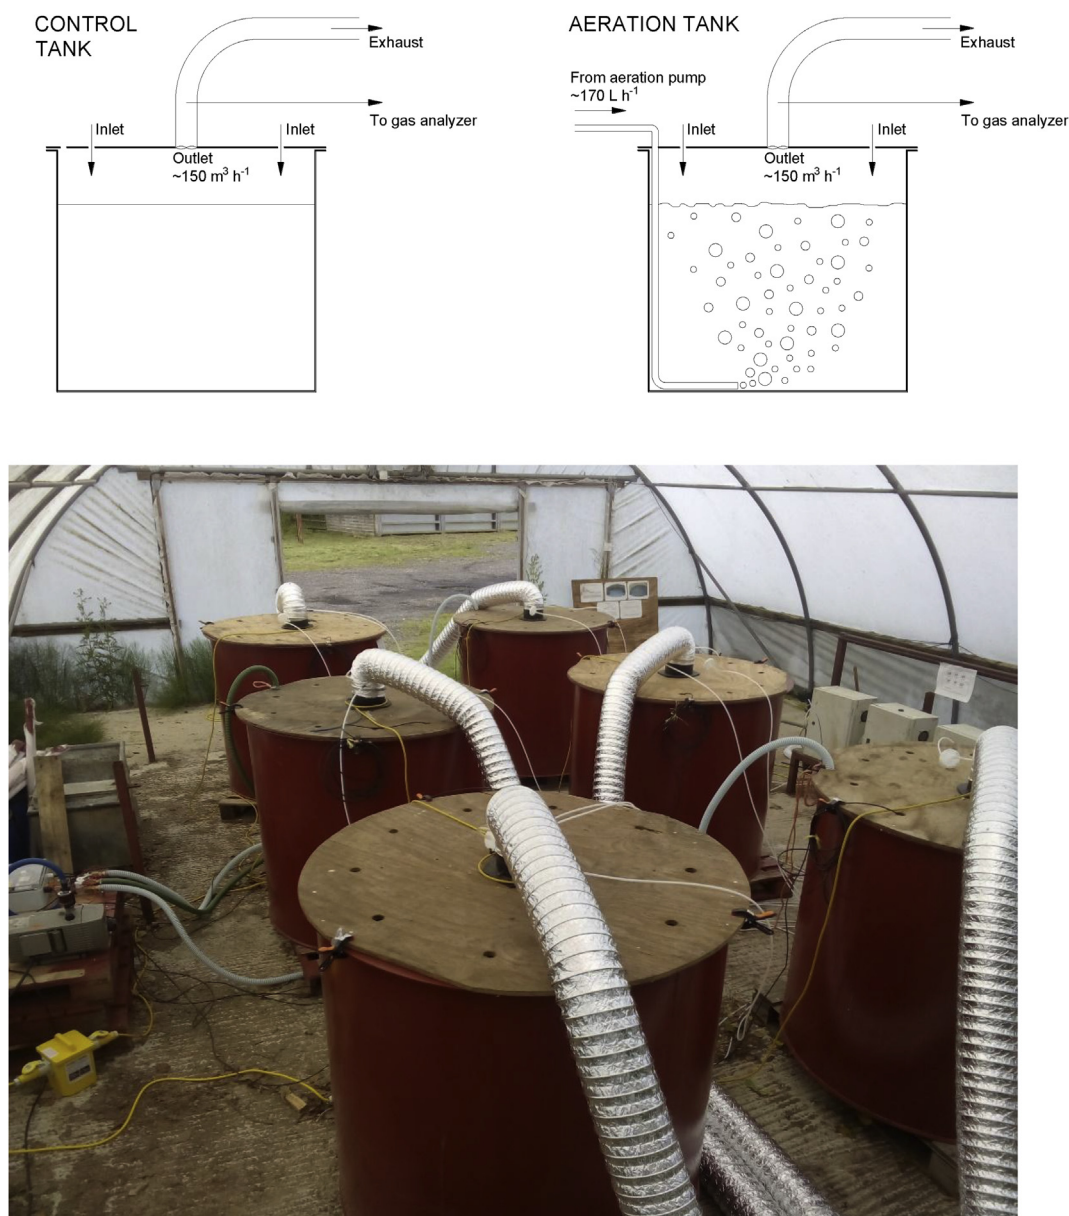 CONTROL
TANK
Exhaust
To gas analyzer
Inlet
Inlet
Outlet
~150 m³ h⁻¹
AERATION TANK
From aeration pump
~170 L h⁻¹
Exhaust
To gas analyzer
Inlet
Inlet
Outlet
~150 m³ h⁻¹